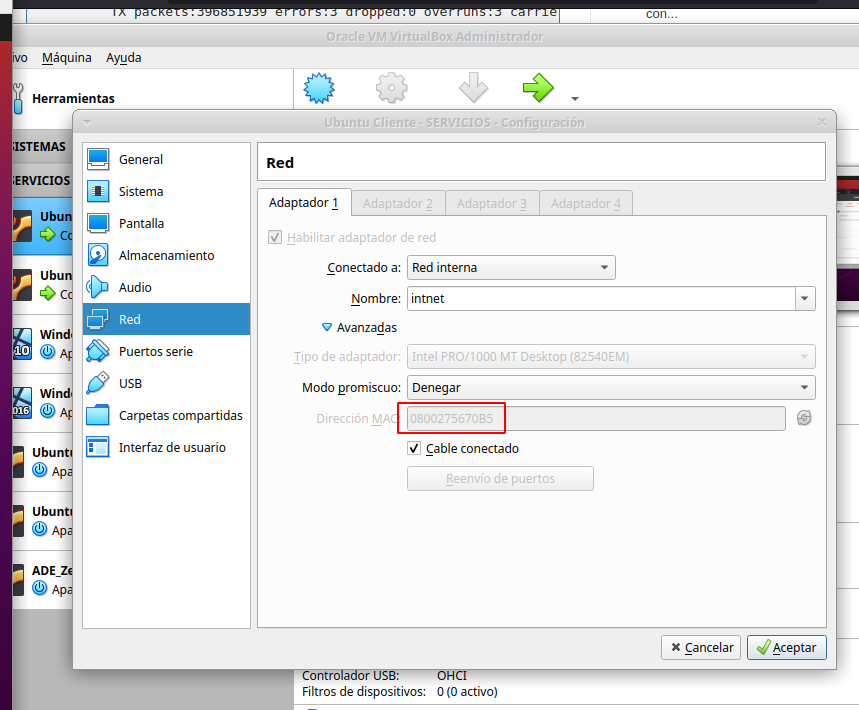 TX packets:396851939 errors:3 dropped:0 overruns:3 carrie
con...
Oracle VM VirtualBox Administrador
ivo Máquina Ayuda
Herramientas
Ubuntu Cliente - SERVICIOS - Configuración
SISTEMAS
SERVICIOS
Ubun
Co
Ubun
Co
Windo
10
Ap
Windo
2016
Ap
Ubuntu
Apa
Ubuntu
Apa
ADE_Ze
Apa
General
Sistema
Pantalla
Almacenamiento
Audio
Red
Puertos serie
USB
Carpetas compartidas
Interfaz de usuario
Red
Adaptador 1 Adaptador 2 Adaptador 3 Adaptador 4
Habilitar adaptador de red
Conectado a: Red interna
Nombre: intnet
Avanzadas
Tipo de adaptador: Intel PRO/1000 MT Desktop (82540EM)
Modo promiscuo: Denegar
Dirección MAC: 0800275670B5
Cable conectado
Reenvío de puertos
Cancelar Aceptar
Controlador USB: OHCI
Filtros de dispositivos: 0 (0 activo)